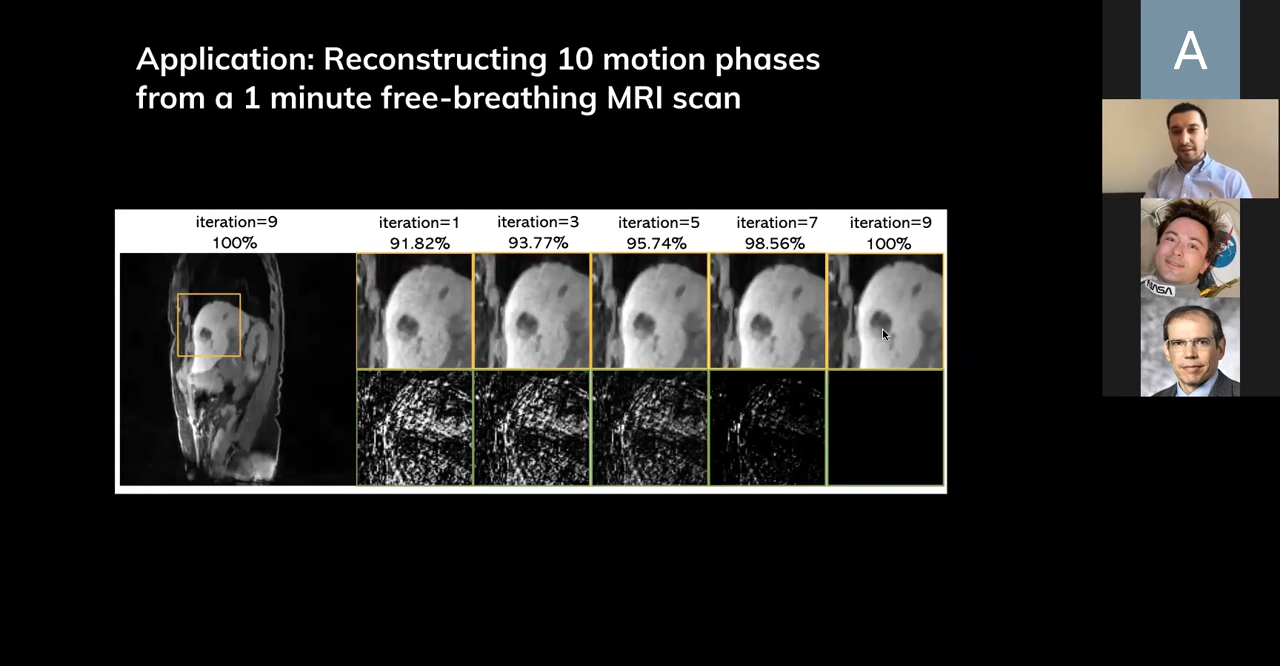 Application: Reconstructing 10 motion phases
from a 1 minute free-breathing MRI scan
iteration=9
100%
iteration=1
91.82%
iteration=3
93.77%
iteration=5
95.74%
iteration=7
98.56%
iteration=9
100%
A
NASA